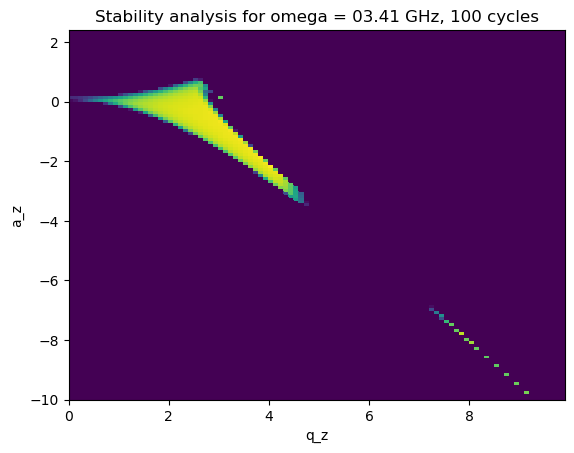 Stability analysis for omega = 03.41 GHz, 100 cycles
2
0
−2
−4
−6
−8
−10
a_z
0 2 4 6 8
q_z